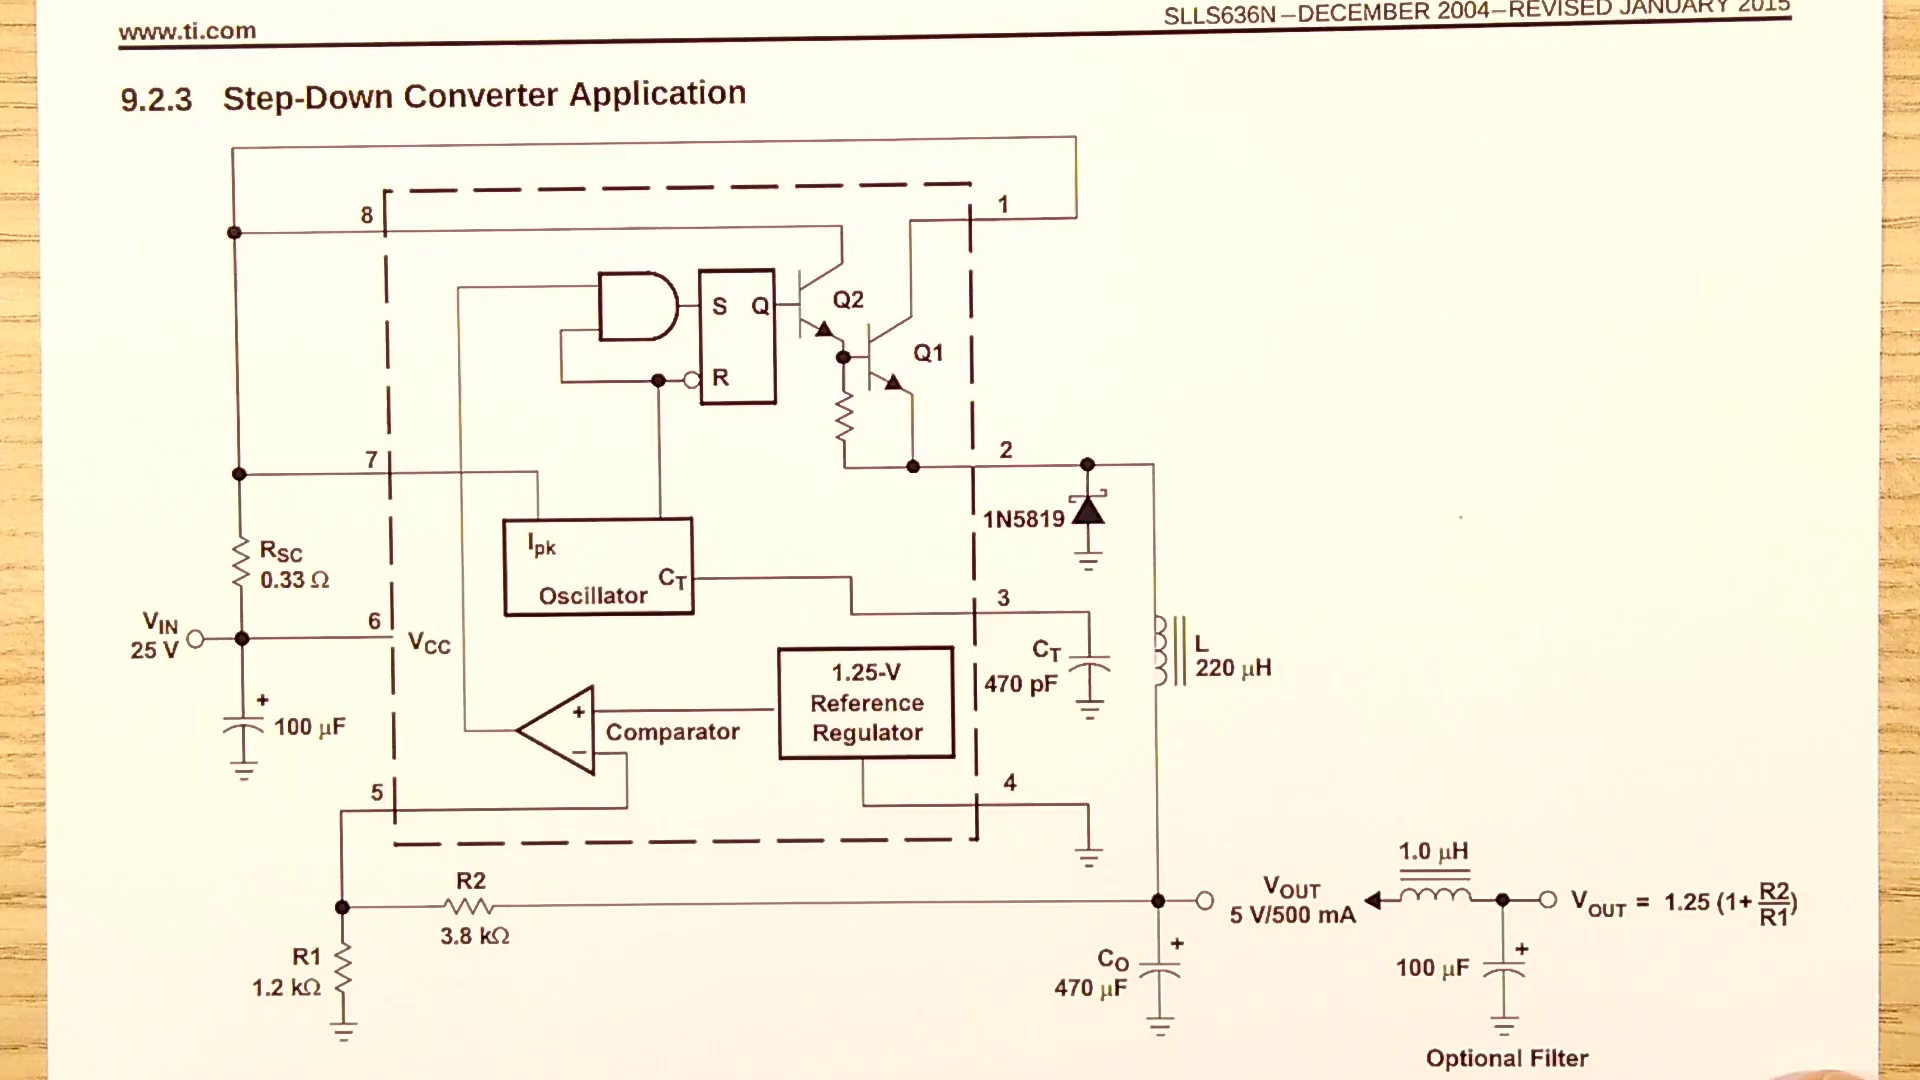 www.ti.com
SLLS636N–DECEMBER 2004–REVISED JANUARY 2015
9.2.3 Step-Down Converter Application
8
1
S Q
Q2
R
Q1
7
2
1N5819
Ipk
CT
Oscillator
RSC
0.33 Ω
3
VIN
25 V
6
VCC
CT
470 pF
L
220 µH
1.25-V
Reference
Regulator
+
−
Comparator
+
100 µF
5
4
R2
3.8 kΩ
R1
1.2 kΩ
VOUT
5 V/500 mA
+
CO
470 µF
1.0 µH
VOUT = 1.25 (1+ R2
R1)
+
100 µF
Optional Filter